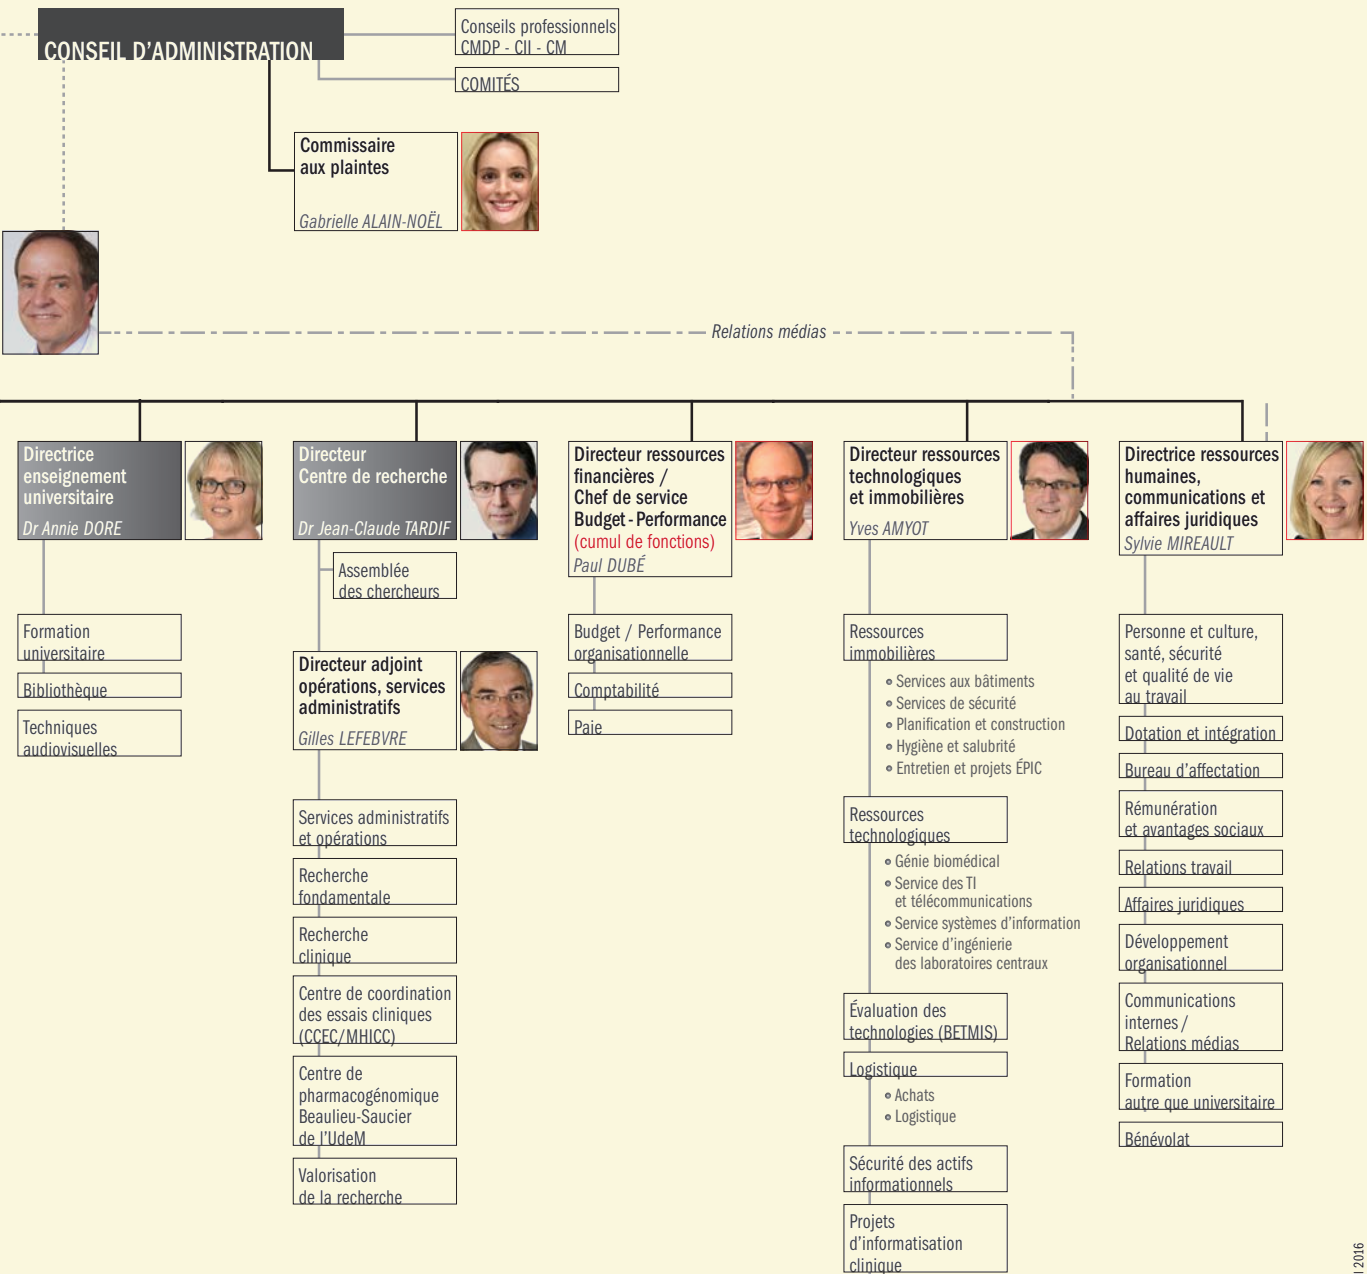 CONSEIL D'ADMINISTRATION
Conseils professionnels
CMDP - CII - CM
COMITÉS
Commissaire
aux plaintes
Gabrielle ALAIN-NOËL
Relations médias
Directrice
enseignement
universitaire
Dr Annie DORE
Formation
universitaire
Bibliothèque
Techniques
audiovisuelles
Directeur
Centre de recherche
Dr Jean-Claude TARDIF
Assemblée
des chercheurs
Directeur adjoint
opérations, services
administratifs
Gilles LEFEBVRE
Services administratifs
et opérations
Recherche
fondamentale
Recherche
clinique
Centre de coordination
des essais cliniques
(CCEC/MHICC)
Centre de
pharmacogénomique
Beaulieu-Saucier
de l'UdeM
Valorisation
de la recherche
Directeur ressources
financières /
Chef de service
Budget - Performance
(cumul de fonctions)
Paul DUBÉ
Budget / Performance
organisationnelle
Comptabilité
Paie
Directeur ressources
technologiques
et immobilières
Yves AMYOT
Ressources
immobilières
• Services aux bâtiments
• Services de sécurité
• Planification et construction
• Hygiène et salubrité
• Entretien et projets ÉPIC
Ressources
technologiques
• Génie biomédical
• Service des TI
et télécommunications
• Service systèmes d'information
• Service d'ingénierie
des laboratoires centraux
Évaluation des
technologies (BETMIS)
Logistique
• Achats
• Logistique
Sécurité des actifs
informationnels
Projets
d'informatisation
clinique
Directrice ressources
humaines,
communications et
affaires juridiques
Sylvie MIREAULT
Personne et culture,
santé, sécurité
et qualité de vie
au travail
Dotation et intégration
Bureau d'affectation
Rémunération
et avantages sociaux
Relations travail
Affaires juridiques
Développement
organisationnel
Communications
internes /
Relations médias
Formation
autre que universitaire
Bénévolat
2016